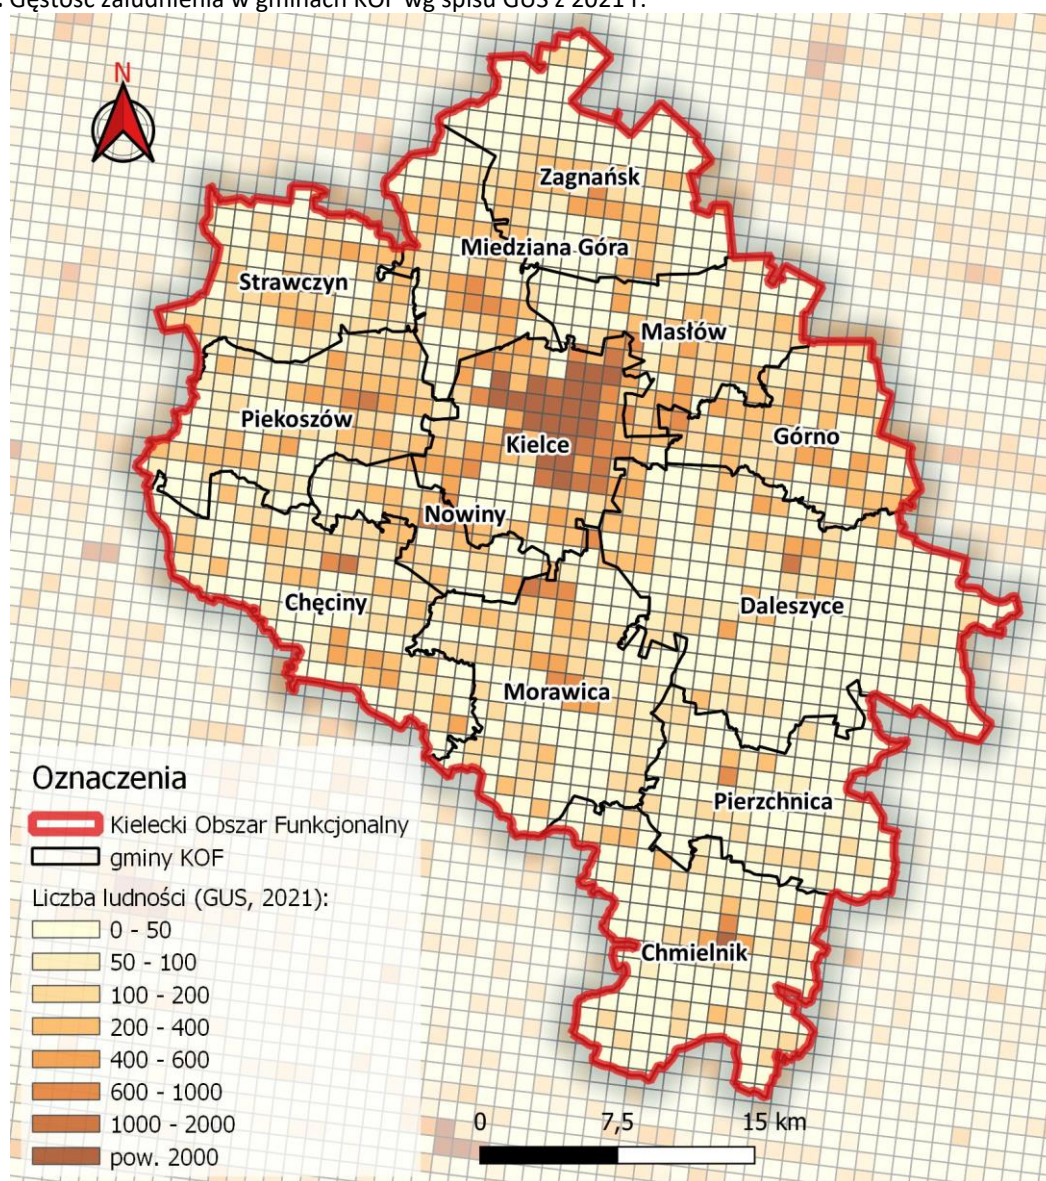 . Gęstość zaludnienia w gminach KOF wg spisu GUS z 2021 r.
N
Zagnańsk
Miedziana Góra
Strawczyn
Masłów
Piekoszów
Kielce
Górno
Nowiny
Chęciny
Daleszyce
Morawica
Pierzchnica
Chmielnik
Oznaczenia
Kielecki Obszar Funkcjonalny
gminy KOF
Liczba ludności (GUS, 2021):
0 - 50
50 - 100
100 - 200
200 - 400
400 - 600
600 - 1000
1000 - 2000
pow. 2000
0 7,5 15 km